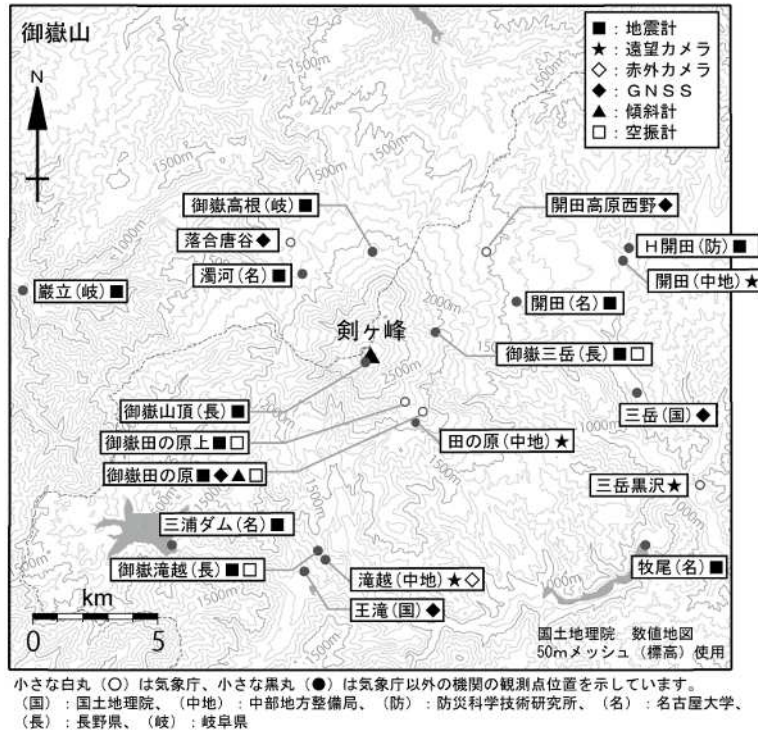 御嶽山
■：地震計
★：遠望カメラ
◇：赤外カメラ
◆：GNSS
▲：傾斜計
□：空振計
N
500m
1500m
1500m
1000m
御嶽高根(岐)■
開田高原西野◆
落合唐谷◆
H開田(防)■
濁河(名)■
開田(中地)★
巌立(岐)■
開田(名)■
2000m
剣ヶ峰
御嶽三岳(長)■□
2500m
御嶽山頂(長)■
三岳(国)◆
御嶽田の原上■□
田の原(中地)★
1000m
御嶽田の原■◆▲□
三岳黒沢★
1500m
三浦ダム(名)■
御嶽滝越(長)■□
滝越(中地)★◇
牧尾(名)■
王滝(国)◆
1500m
km
0 5
国土地理院 数値地図
50mメッシュ(標高)使用
小さな白丸(○)は気象庁、小さな黒丸(●)は気象庁以外の機関の観測点位置を示しています。
(国)：国土地理院、(中地)：中部地方整備局、(防)：防災科学技術研究所、(名)：名古屋大学、
(長)：長野県、(岐)：岐阜県